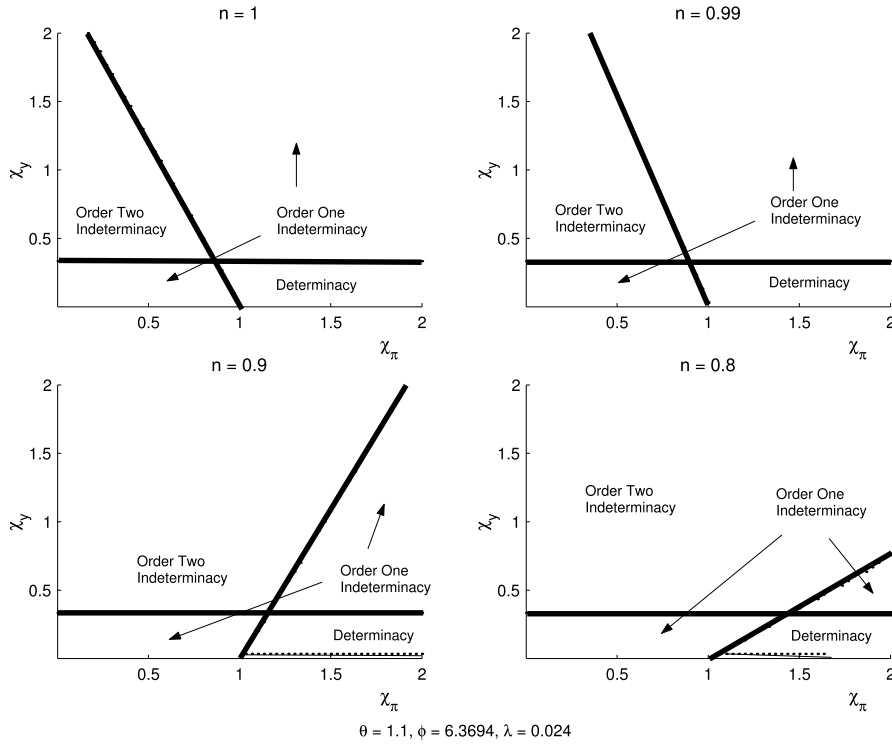 n = 1
2
1.5
χy
1
Order Two
Indeterminacy
Order One
Indeterminacy
0.5
Determinacy
0.5
1
1.5
2
χπ
n = 0.99
2
1.5
χy
1
Order Two
Indeterminacy
Order One
Indeterminacy
0.5
Determinacy
0.5
1
1.5
2
χπ
n = 0.9
2
1.5
χy
1
Order Two
Indeterminacy
Order One
Indeterminacy
0.5
Determinacy
0.5
1
1.5
2
χπ
n = 0.8
2
1.5
χy
1
Order Two
Indeterminacy
Order One
Indeterminacy
0.5
Determinacy
0.5
1
1.5
2
χπ
θ = 1.1, φ = 6.3694, λ = 0.024